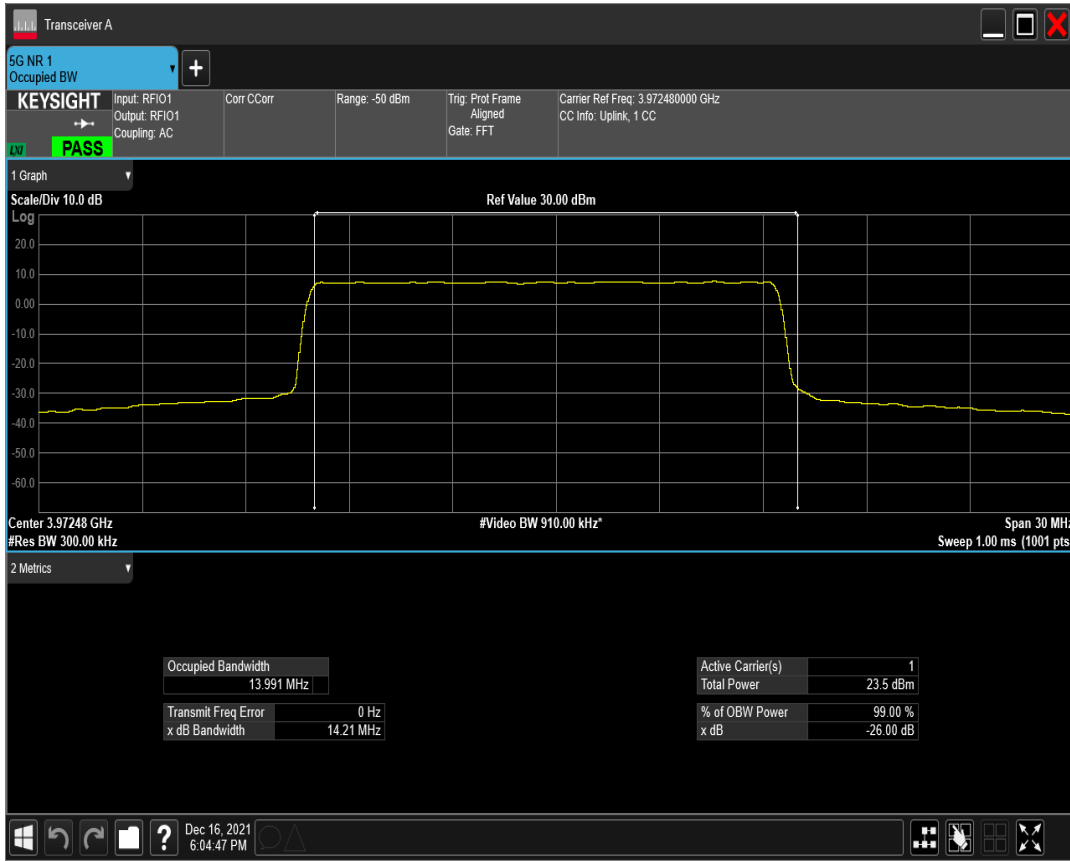 Transceiver A
5G NR 1
Occupied BW
KEYSIGHT
LXI
PASS
Input: RFIO1
Output: RFIO1
Coupling: AC
Corr CCorr
Range: -50 dBm
Trig: Prot Frame
Aligned
Gate: FFT
Carrier Ref Freq: 3.972480000 GHz
CC Info: Uplink, 1 CC
1 Graph
Scale/Div 10.0 dB
Ref Value 30.00 dBm
Log
20.0
10.0
0.00
-10.0
-20.0
-30.0
-40.0
-50.0
-60.0
Center 3.97248 GHz
#Video BW 910.00 kHz*
Span 30 MHz
#Res BW 300.00 kHz
Sweep 1.00 ms (1001 pts
2 Metrics
Occupied Bandwidth
13.991 MHz
Transmit Freq Error 0 Hz
x dB Bandwidth 14.21 MHz
Active Carrier(s) 1
Total Power 23.5 dBm
% of OBW Power 99.00 %
x dB -26.00 dB
?
Dec 16, 2021
6:04:47 PM